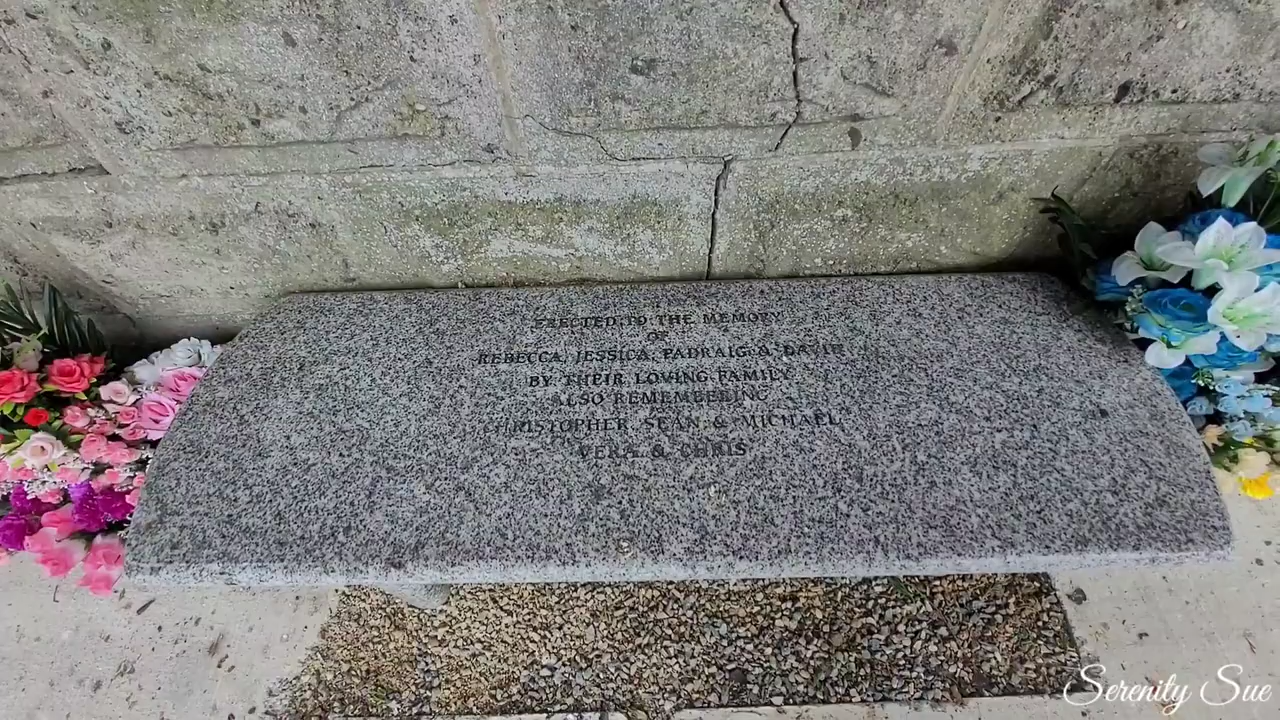 ERECTED TO THE MEMORY
OF
REBECCA, JESSICA, PADRAIG & DAVID
BY THEIR LOVING FAMILY
ALSO REMEMBERING
CHRISTOPHER, SEAN & MICHAEL,
VERA & CHRIS
Serenity Sue